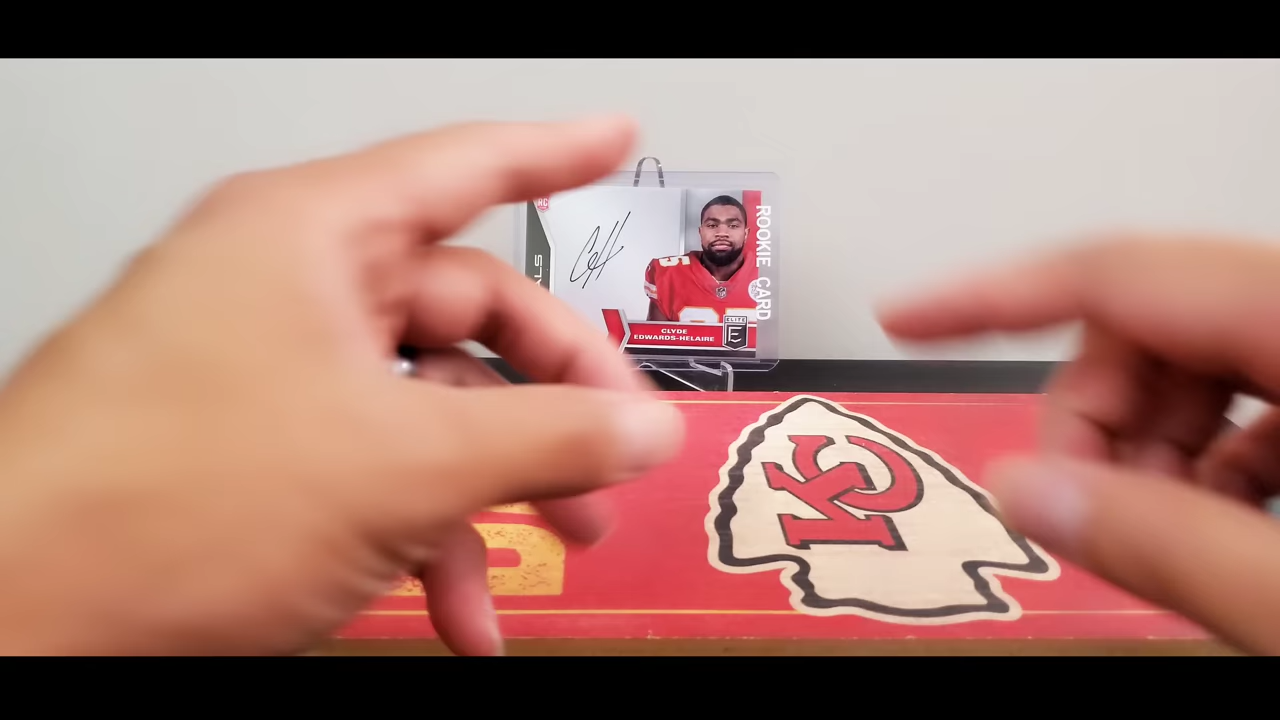 RC
ROOKIE CARD
CLYDE
EDWARDS-HELAIRE
ELITE
E
KC